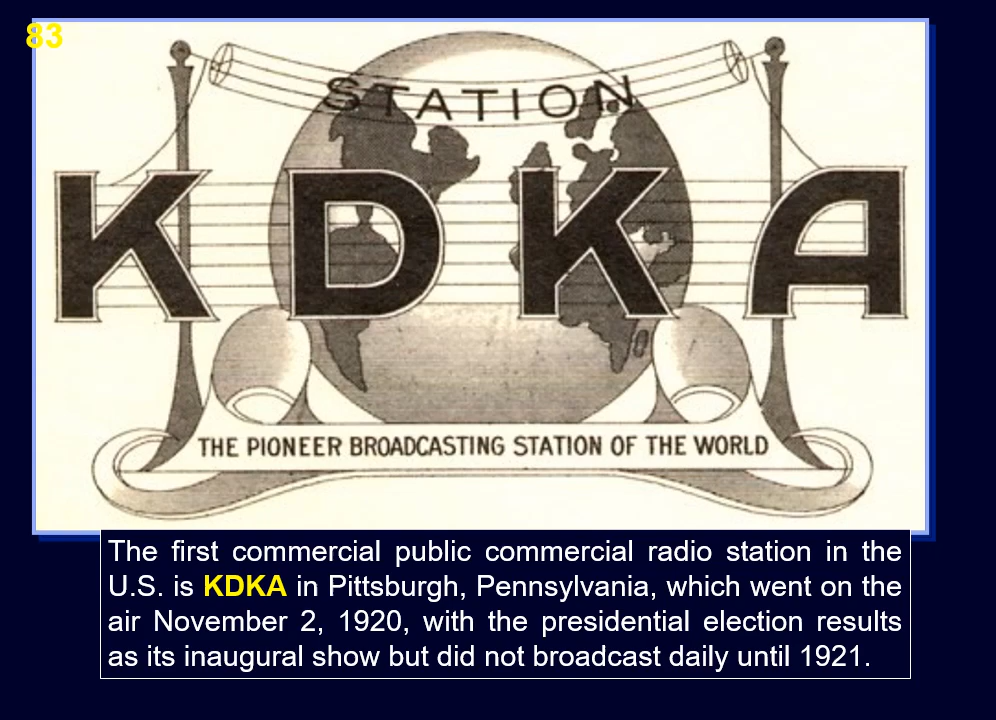 83
STATION
KDKA
THE PIONEER BROADCASTING STATION OF THE WORLD
The first commercial public commercial radio station in the
U.S. is KDKA in Pittsburgh, Pennsylvania, which went on the
air November 2, 1920, with the presidential election results
as its inaugural show but did not broadcast daily until 1921.